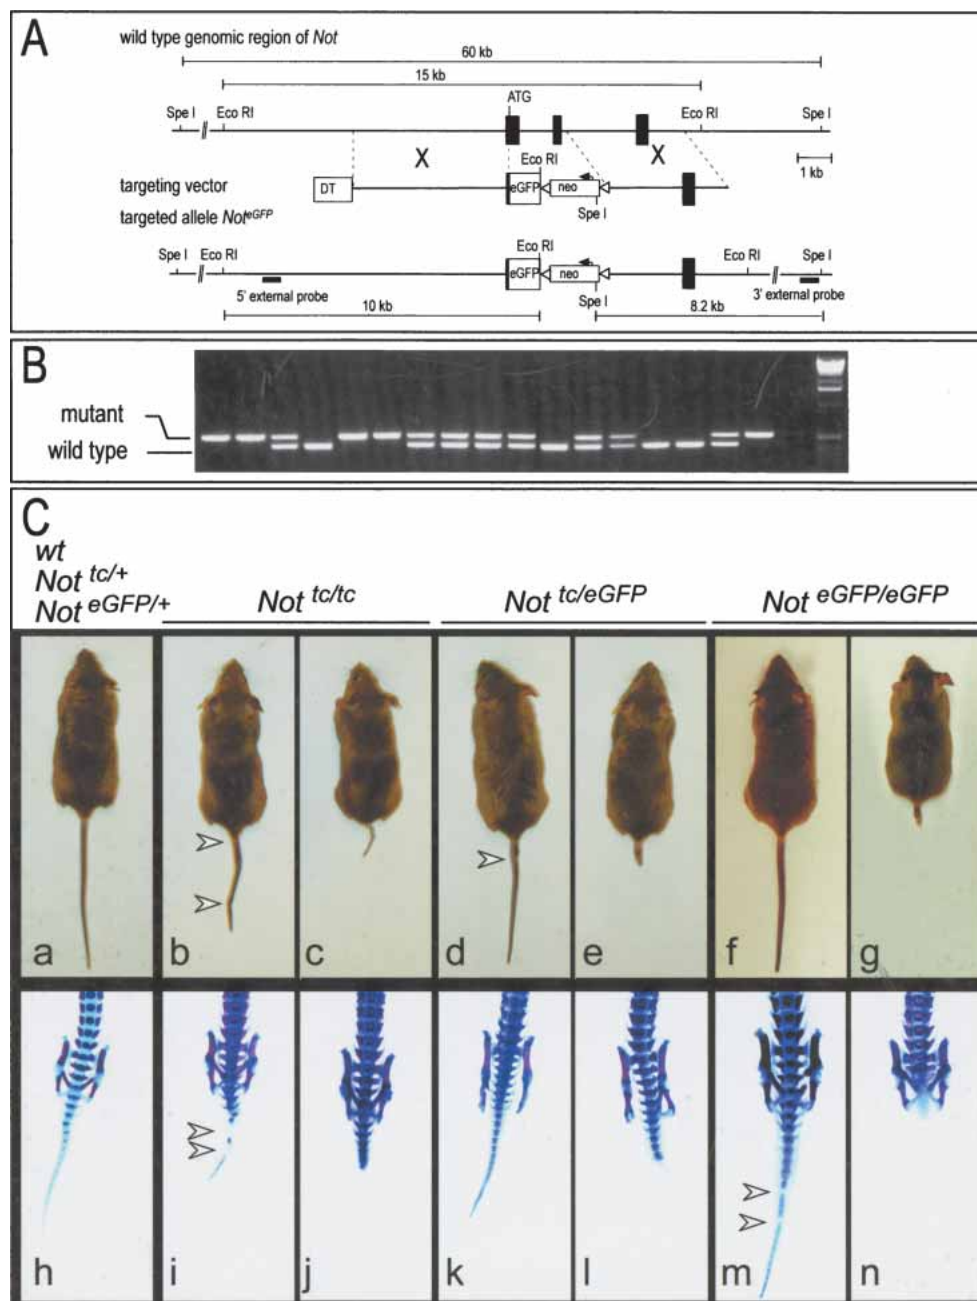 A
wild type genomic region of Not
60 kb
15 kb
ATG
Spe I
Eco RI
Eco RI
Spe I
X
X
Eco RI
1 kb
targeting vector
DT
eGFP
neo
Spe I
targeted allele Not eGFP
Eco RI
Spe I
Eco RI
Eco RI
Spe I
eGFP
neo
5' external probe
Spe I
3' external probe
10 kb
8.2 kb
B
mutant
wild type
C
wt
Not tc/+
Not eGFP/+
Not tc/tc
Not tc/eGFP
Not eGFP/eGFP
a b c d e f g
h i j k l m n